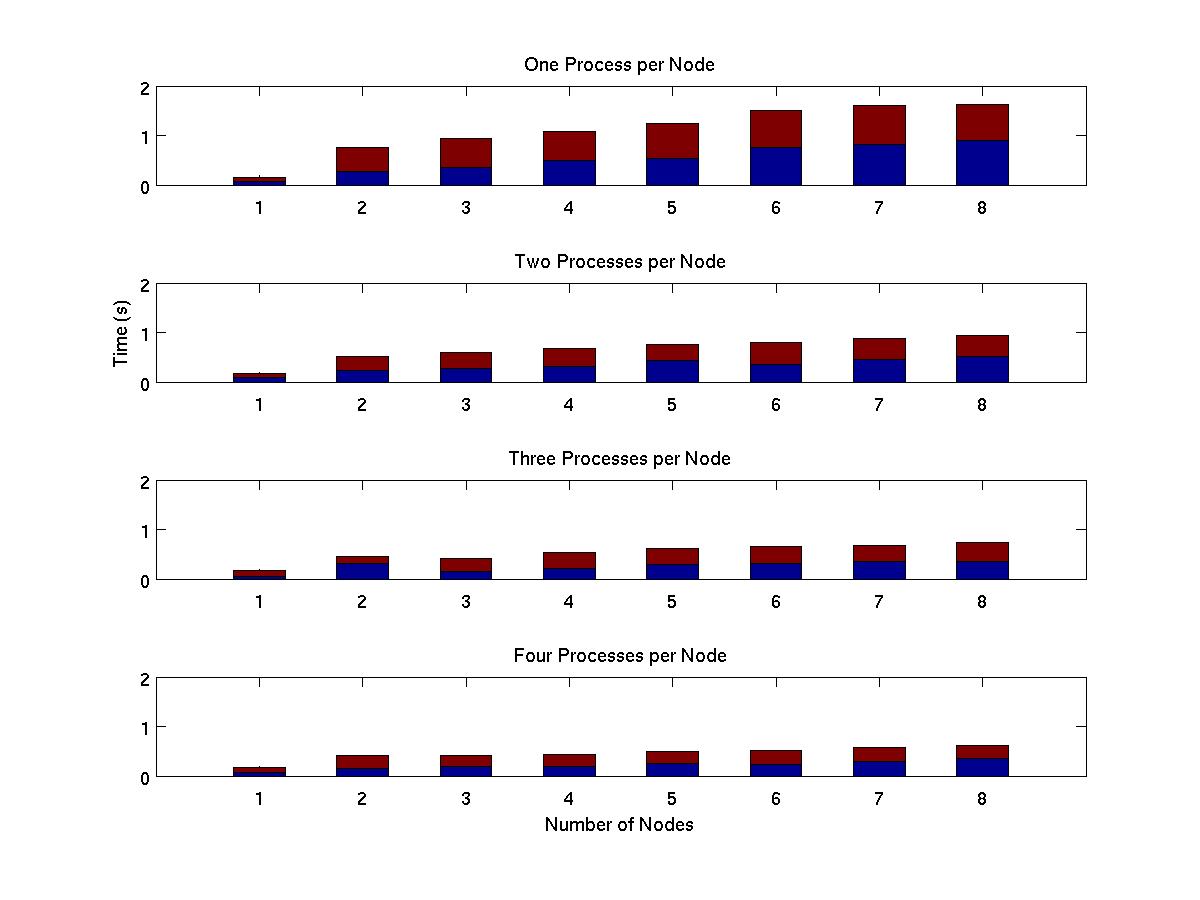 One Process per Node
2
1
0
1 2 3 4 5 6 7 8
Two Processes per Node
2
1
0
Time (s)
1 2 3 4 5 6 7 8
Three Processes per Node
2
1
0
1 2 3 4 5 6 7 8
Four Processes per Node
2
1
0
1 2 3 4 5 6 7 8
Number of Nodes